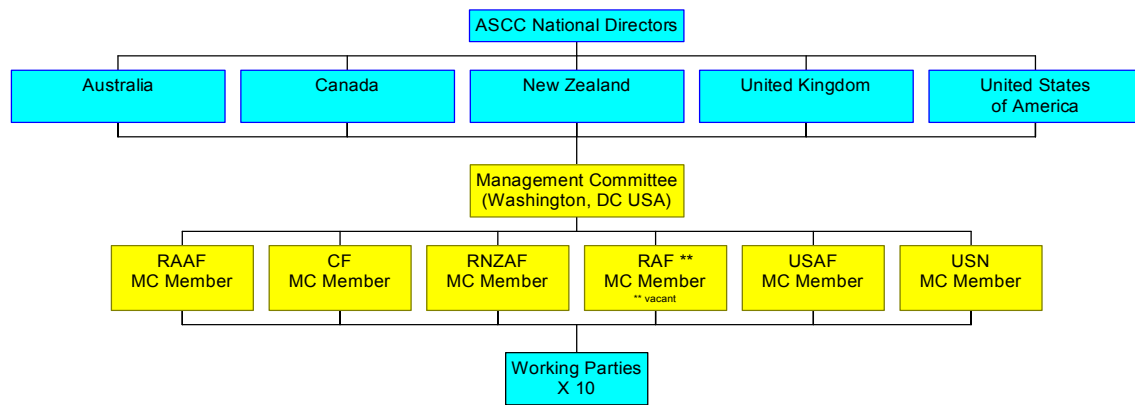 ASCC National Directors
Australia
Canada
New Zealand
United Kingdom
United States
of America
Management Committee
(Washington, DC USA)
RAAF
MC Member
CF
MC Member
RNZAF
MC Member
RAF **
MC Member
** vacant
USAF
MC Member
USN
MC Member
Working Parties
X 10